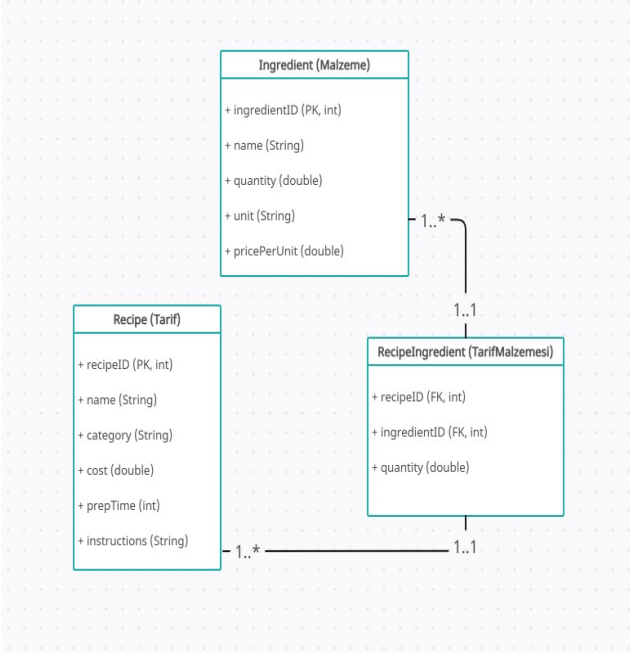 Ingredient (Malzeme)
+ ingredientID (PK, int)
+ name (String)
+ quantity (double)
+ unit (String)
+ pricePerUnit (double)
1..*
1..1
Recipe (Tarif)
+ recipeID (PK, int)
+ name (String)
+ category (String)
+ cost (double)
+ prepTime (int)
+ instructions (String)
RecipeIngredient (TarifMalzemesi)
+ recipeID (FK, int)
+ ingredientID (FK, int)
+ quantity (double)
1..*
1..1